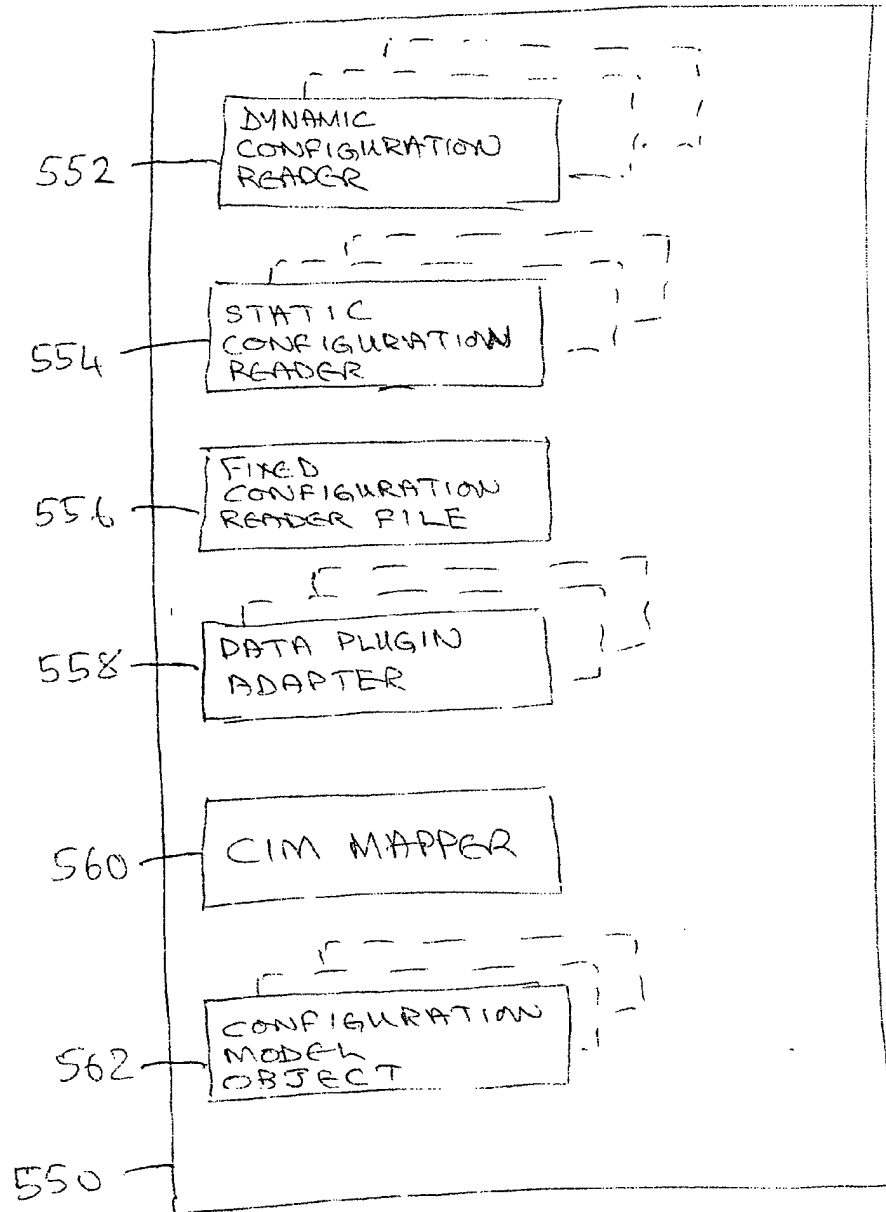 552
DYNAMIC
CONFIGURATION
READER
554
STATIC
CONFIGURATION
READER
556
FIXED
CONFIGURATION
READER FILE
558
DATA PLUGIN
ADAPTER
560
CIM MAPPER
562
CONFIGURATION
MODEL
OBJECT
550